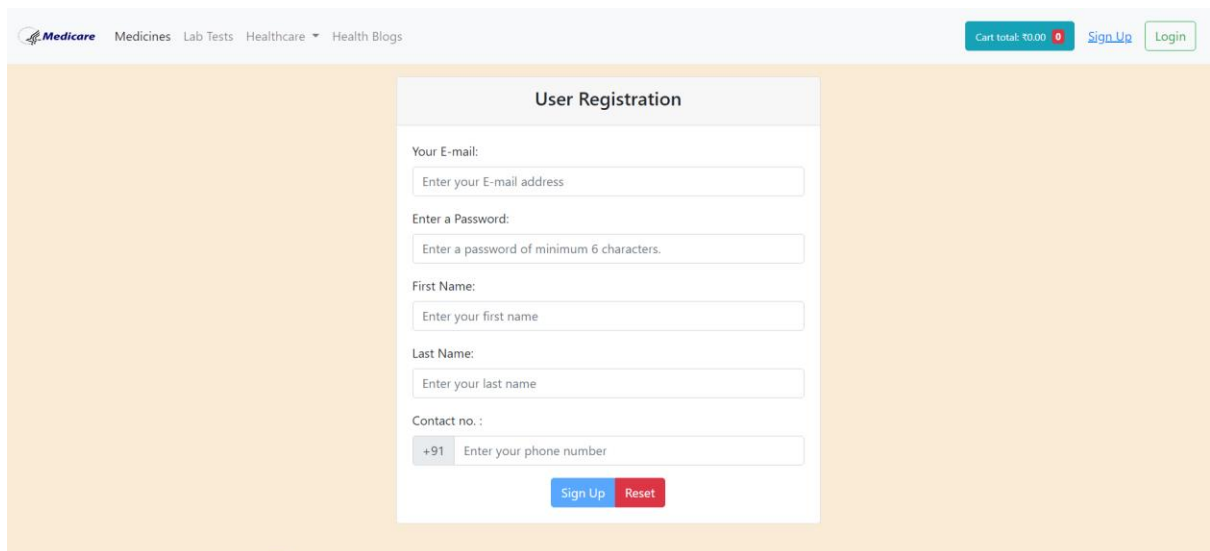 Medicare Medicines Lab Tests Healthcare Health Blogs Cart total: ₹0.00 0 Sign Up Login
User Registration
Your E-mail:
Enter your E-mail address
Enter a Password:
Enter a password of minimum 6 characters.
First Name:
Enter your first name
Last Name:
Enter your last name
Contact no. :
+91 Enter your phone number
Sign Up Reset